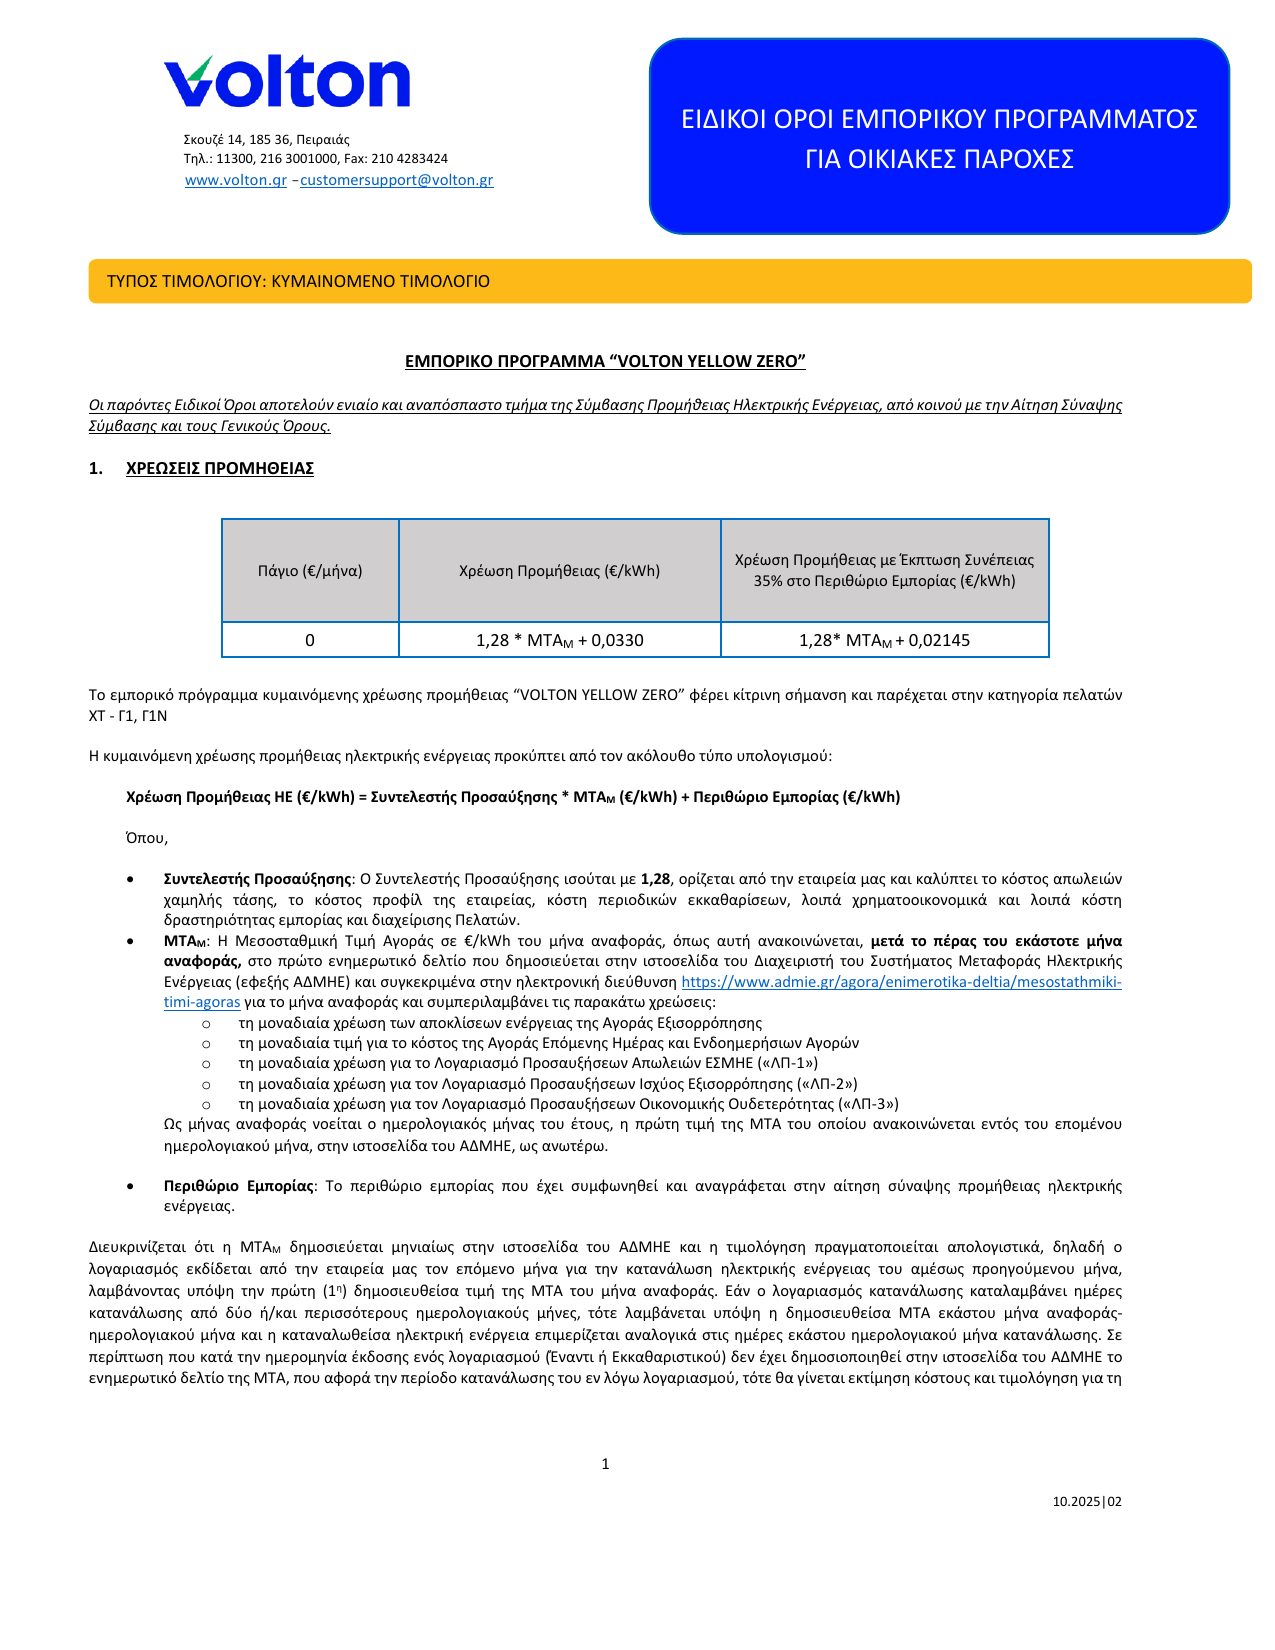 volton
Σκουζέ 14, 185 36, Πειραιάς
Τηλ.: 11300, 216 3001000, Fax: 210 4283424
www.volton.gr –customersupport@volton.gr
ΕΙΔΙΚΟΙ ΟΡΟΙ ΕΜΠΟΡΙΚΟΥ ΠΡΟΓΡΑΜΜΑΤΟΣ
ΓΙΑ ΟΙΚΙΑΚΕΣ ΠΑΡΟΧΕΣ
ΤΥΠΟΣ ΤΙΜΟΛΟΓΙΟΥ: ΚΥΜΑΙΝΟΜΕΝΟ ΤΙΜΟΛΟΓΙΟ
ΕΜΠΟΡΙΚΟ ΠΡΟΓΡΑΜΜΑ “VOLTON YELLOW ZERO”
Οι παρόντες Ειδικοί Όροι αποτελούν ενιαίο και αναπόσπαστο τμήμα της Σύμβασης Προμήθειας Ηλεκτρικής Ενέργειας, από κοινού με την Αίτηση Σύναψης
Σύμβασης και τους Γενικούς Όρους.
1. ΧΡΕΩΣΕΙΣ ΠΡΟΜΗΘΕΙΑΣ
Πάγιο (€/μήνα)
Χρέωση Προμήθειας (€/kWh)
Χρέωση Προμήθειας με Έκπτωση Συνέπειας
35% στο Περιθώριο Εμπορίας (€/kWh)
0
1,28 * ΜΤΑΜ + 0,0330
1,28* ΜΤΑΜ + 0,02145
Το εμπορικό πρόγραμμα κυμαινόμενης χρέωσης προμήθειας “VOLTON YELLOW ZERO” φέρει κίτρινη σήμανση και παρέχεται στην κατηγορία πελατών
ΧΤ - Γ1, Γ1Ν
Η κυμαινόμενη χρέωσης προμήθειας ηλεκτρικής ενέργειας προκύπτει από τον ακόλουθο τύπο υπολογισμού:
Χρέωση Προμήθειας ΗΕ (€/kWh) = Συντελεστής Προσαύξησης * ΜΤΑΜ (€/kWh) + Περιθώριο Εμπορίας (€/kWh)
Όπου,
• Συντελεστής Προσαύξησης: Ο Συντελεστής Προσαύξησης ισούται με 1,28, ορίζεται από την εταιρεία μας και καλύπτει το κόστος απωλειών
χαμηλής τάσης, το κόστος προφίλ της εταιρείας, κόστη περιοδικών εκκαθαρίσεων, λοιπά χρηματοοικονομικά και λοιπά κόστη
δραστηριότητας εμπορίας και διαχείρισης Πελατών.
• ΜΤΑΜ: Η Μεσοσταθμική Τιμή Αγοράς σε €/kWh του μήνα αναφοράς, όπως αυτή ανακοινώνεται, μετά το πέρας του εκάστοτε μήνα
αναφοράς, στο πρώτο ενημερωτικό δελτίο που δημοσιεύεται στην ιστοσελίδα του Διαχειριστή του Συστήματος Μεταφοράς Ηλεκτρικής
Ενέργειας (εφεξής ΑΔΜΗΕ) και συγκεκριμένα στην ηλεκτρονική διεύθυνση https://www.admie.gr/agora/enimerotika-deltia/mesostathmiki-
timi-agoras για το μήνα αναφοράς και συμπεριλαμβάνει τις παρακάτω χρεώσεις:
o τη μοναδιαία χρέωση των αποκλίσεων ενέργειας της Αγοράς Εξισορρόπησης
o τη μοναδιαία τιμή για το κόστος της Αγοράς Επόμενης Ημέρας και Ενδοημερήσιων Αγορών
o τη μοναδιαία χρέωση για το Λογαριασμό Προσαυξήσεων Απωλειών ΕΣΜΗΕ («ΛΠ-1»)
o τη μοναδιαία χρέωση για τον Λογαριασμό Προσαυξήσεων Ισχύος Εξισορρόπησης («ΛΠ-2»)
o τη μοναδιαία χρέωση για τον Λογαριασμό Προσαυξήσεων Οικονομικής Ουδετερότητας («ΛΠ-3»)
Ως μήνας αναφοράς νοείται ο ημερολογιακός μήνας του έτους, η πρώτη τιμή της ΜΤΑ του οποίου ανακοινώνεται εντός του επομένου
ημερολογιακού μήνα, στην ιστοσελίδα του ΑΔΜΗΕ, ως ανωτέρω.
• Περιθώριο Εμπορίας: Το περιθώριο εμπορίας που έχει συμφωνηθεί και αναγράφεται στην αίτηση σύναψης προμήθειας ηλεκτρικής
ενέργειας.
Διευκρινίζεται ότι η ΜΤΑΜ δημοσιεύεται μηνιαίως στην ιστοσελίδα του ΑΔΜΗΕ και η τιμολόγηση πραγματοποιείται απολογιστικά, δηλαδή ο
λογαριασμός εκδίδεται από την εταιρεία μας τον επόμενο μήνα για την κατανάλωση ηλεκτρικής ενέργειας του αμέσως προηγούμενου μήνα,
λαμβάνοντας υπόψη την πρώτη (1η) δημοσιευθείσα τιμή της ΜΤΑ του μήνα αναφοράς. Εάν ο λογαριασμός κατανάλωσης καταλαμβάνει ημέρες
κατανάλωσης από δύο ή/και περισσότερους ημερολογιακούς μήνες, τότε λαμβάνεται υπόψη η δημοσιευθείσα ΜΤΑ εκάστου μήνα αναφοράς-
ημερολογιακού μήνα και η καταναλωθείσα ηλεκτρική ενέργεια επιμερίζεται αναλογικά στις ημέρες εκάστου ημερολογιακού μήνα κατανάλωσης. Σε
περίπτωση που κατά την ημερομηνία έκδοσης ενός λογαριασμού (Έναντι ή Εκκαθαριστικού) δεν έχει δημοσιοποιηθεί στην ιστοσελίδα του ΑΔΜΗΕ το
ενημερωτικό δελτίο της ΜΤΑ, που αφορά την περίοδο κατανάλωσης του εν λόγω λογαριασμού, τότε θα γίνεται εκτίμηση κόστους και τιμολόγηση για τη
1
10.2025|02